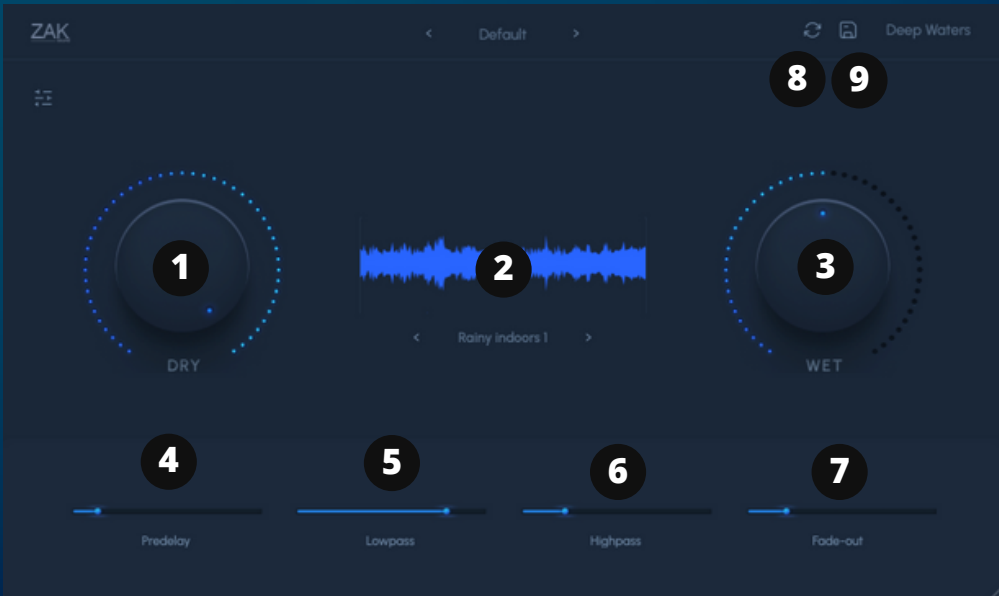 ZAK
< Default >
Deep Waters
8
9
1
2
3
< Rainy indoors 1 >
DRY
WET
4
5
6
7
Predelay
Lowpass
Highpass
Fade-out